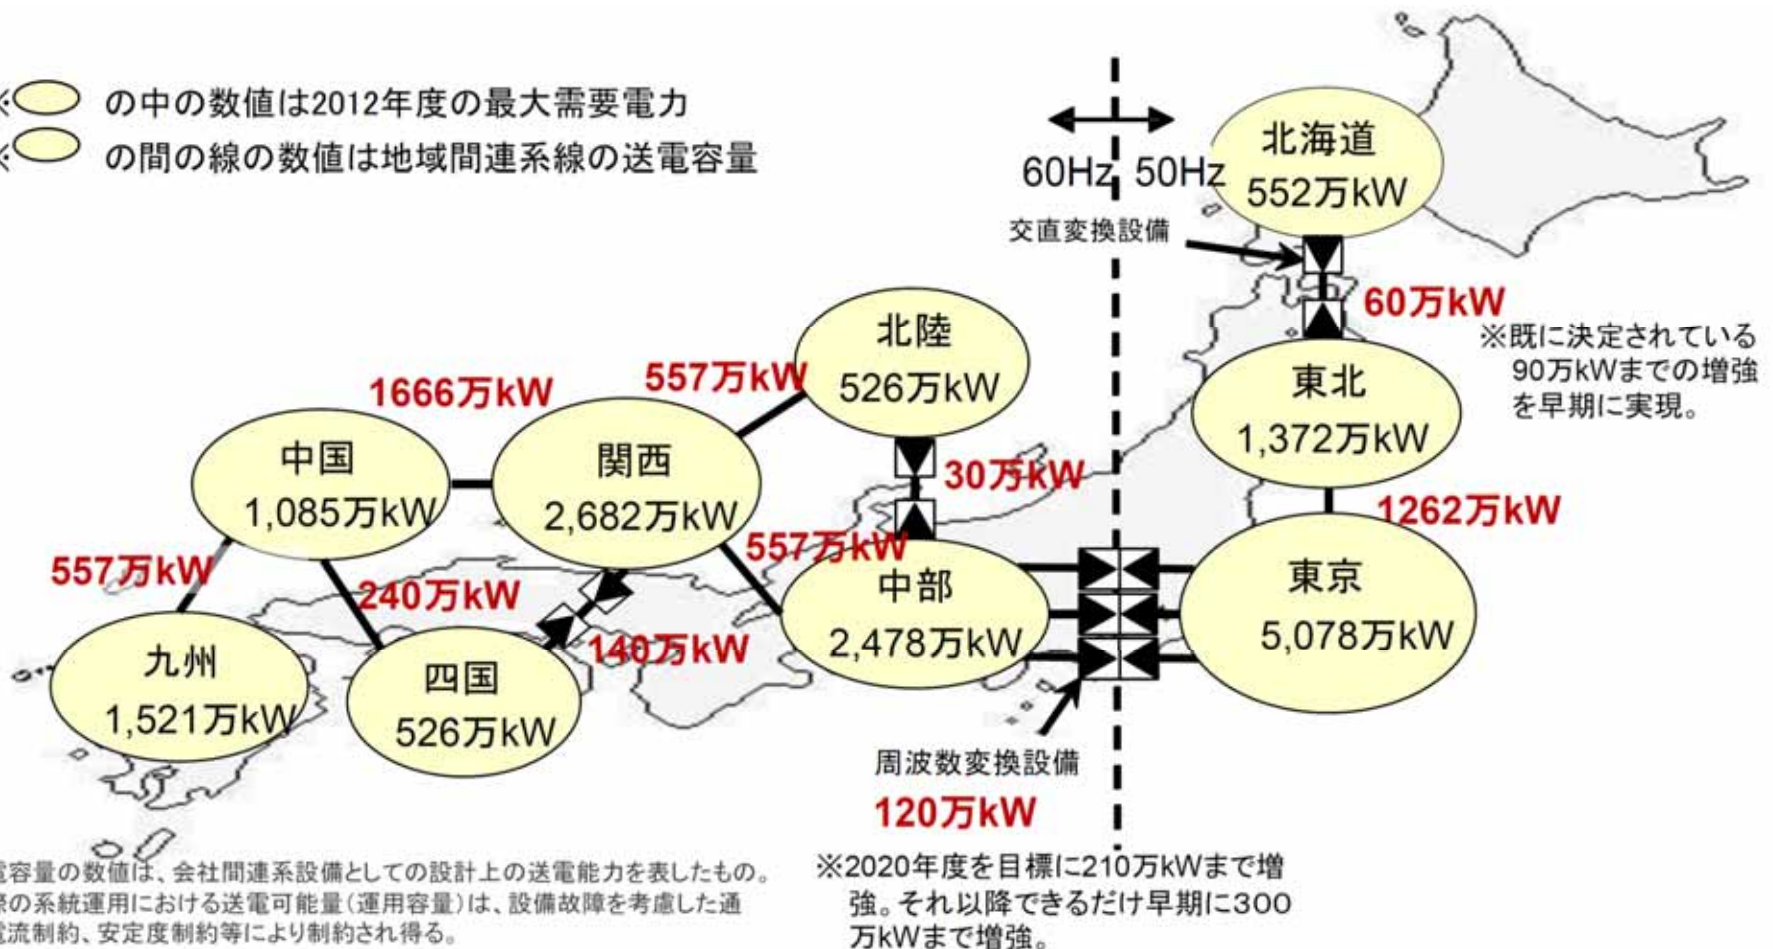 ※ の中の数値は2012年度の最大需要電力
※ の間の線の数値は地域間連系線の送電容量
60Hz 50Hz
交直変換設備
北海道
552万kW
60万kW
※既に決定されている
90万kWまでの増強
を早期に実現。
東北
1,372万kW
1262万kW
東京
5,078万kW
北陸
526万kW
557万kW
30万kW
1666万kW
関西
2,682万kW
中国
1,085万kW
557万kW
557万kW
中部
2,478万kW
240万kW
140万kW
九州
1,521万kW
四国
526万kW
周波数変換設備
120万kW
※2020年度を目標に210万kWまで増
強。それ以降できるだけ早期に300
万kWまで増強。
容量の数値は、会社間連系設備としての設計上の送電能力を表したもの。
の系統運用における送電可能量(運用容量)は、設備故障を考慮した通
流制約、安定度制約等により制約され得る。